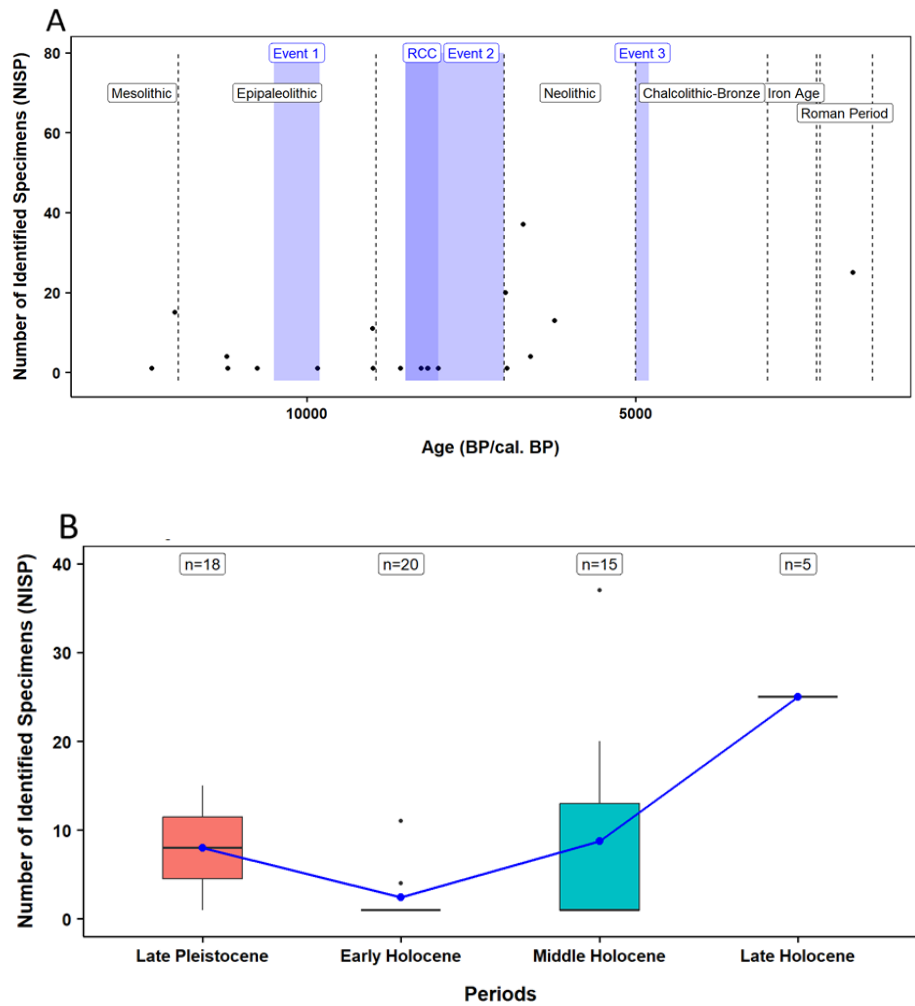 A
Number of Identified Specimens (NISP)
80
60
40
20
0
Event 1
RCC
Event 2
Event 3
Mesolithic
Epipaleolithic
Neolithic
Chalcolithic-Bronze
Iron Age
Roman Period
10000
5000
Age (BP/cal. BP)
B
Number of Identified Specimens (NISP)
40
30
20
10
0
n=18
n=20
n=15
n=5
Late Pleistocene
Early Holocene
Middle Holocene
Late Holocene
Periods